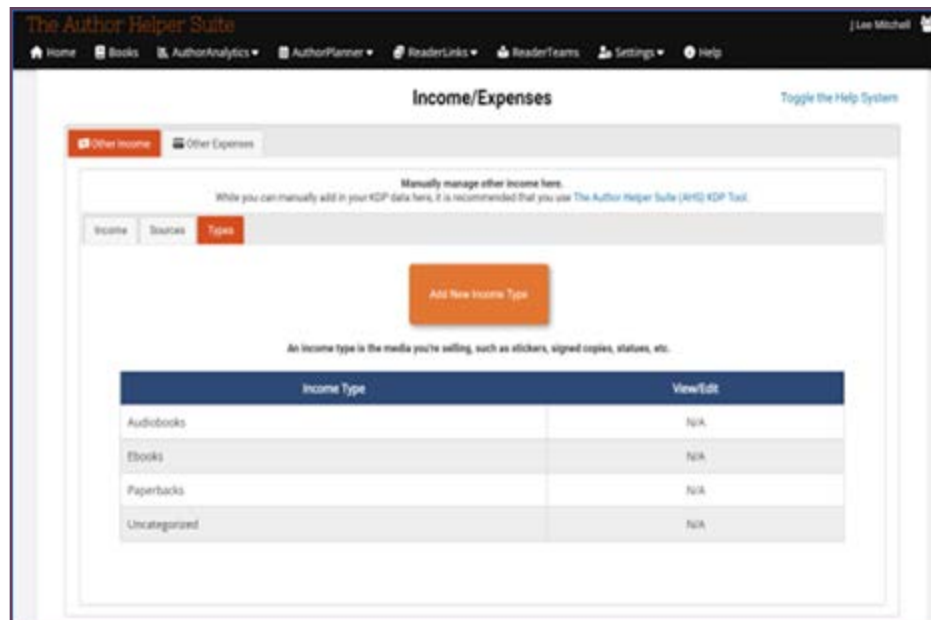 The Author Helper Suite
J Lee Mitchell
Home Books AuthorAnalytics AuthorPlanner ReaderLinks ReaderTeams Settings Help
Income/Expenses
Toggle the Help System
Other Income Other Expenses
Manually manage other income here.
While you can manually add in your KDP data here, it is recommended that you use The Author Helper Suite (AHS) KDP Tool.
Income Sources Types
Add New Income Type
An income type is the media you're selling, such as stickers, signed copies, statues, etc.
Income Type View/Edit
Audiobooks N/A
Ebooks N/A
Paperbacks N/A
Uncategorized N/A